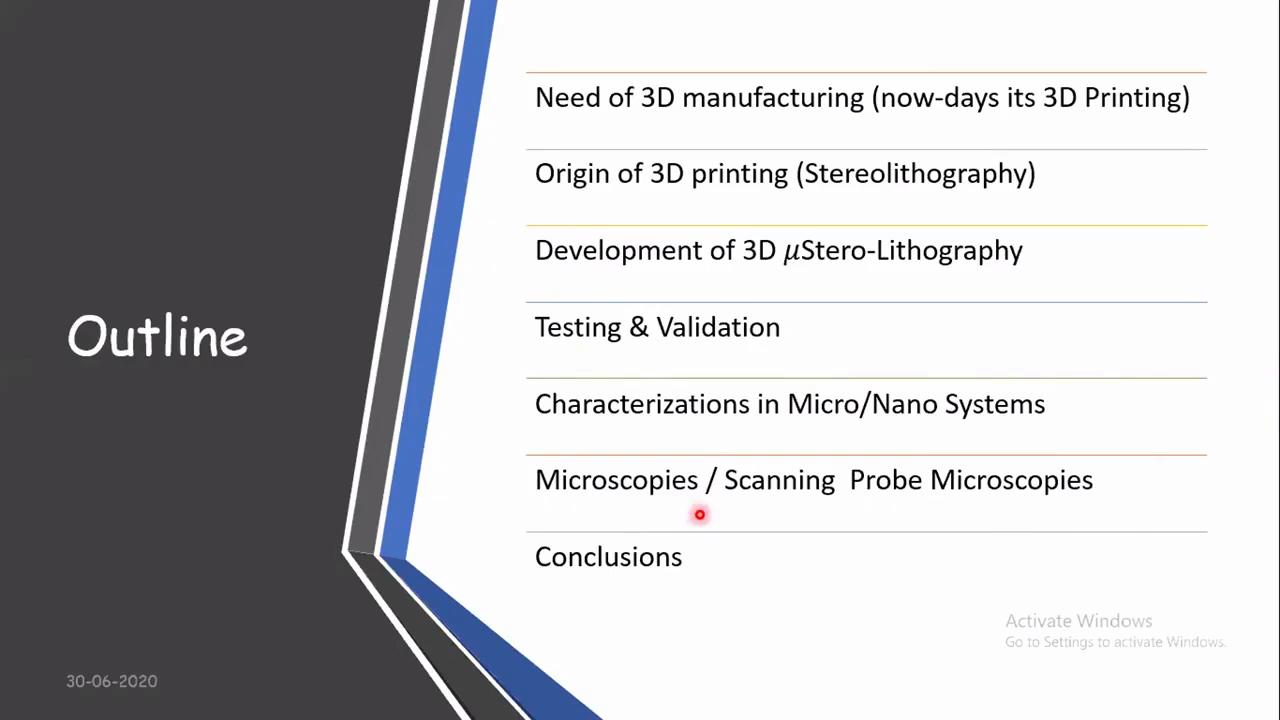 Outline
Need of 3D manufacturing (now-days its 3D Printing)
Origin of 3D printing (Stereolithography)
Development of 3D 𝜇Stero-Lithography
Testing & Validation
Characterizations in Micro/Nano Systems
Microscopies / Scanning Probe Microscopies
Conclusions
Activate Windows
Go to Settings to activate Windows.
30-06-2020